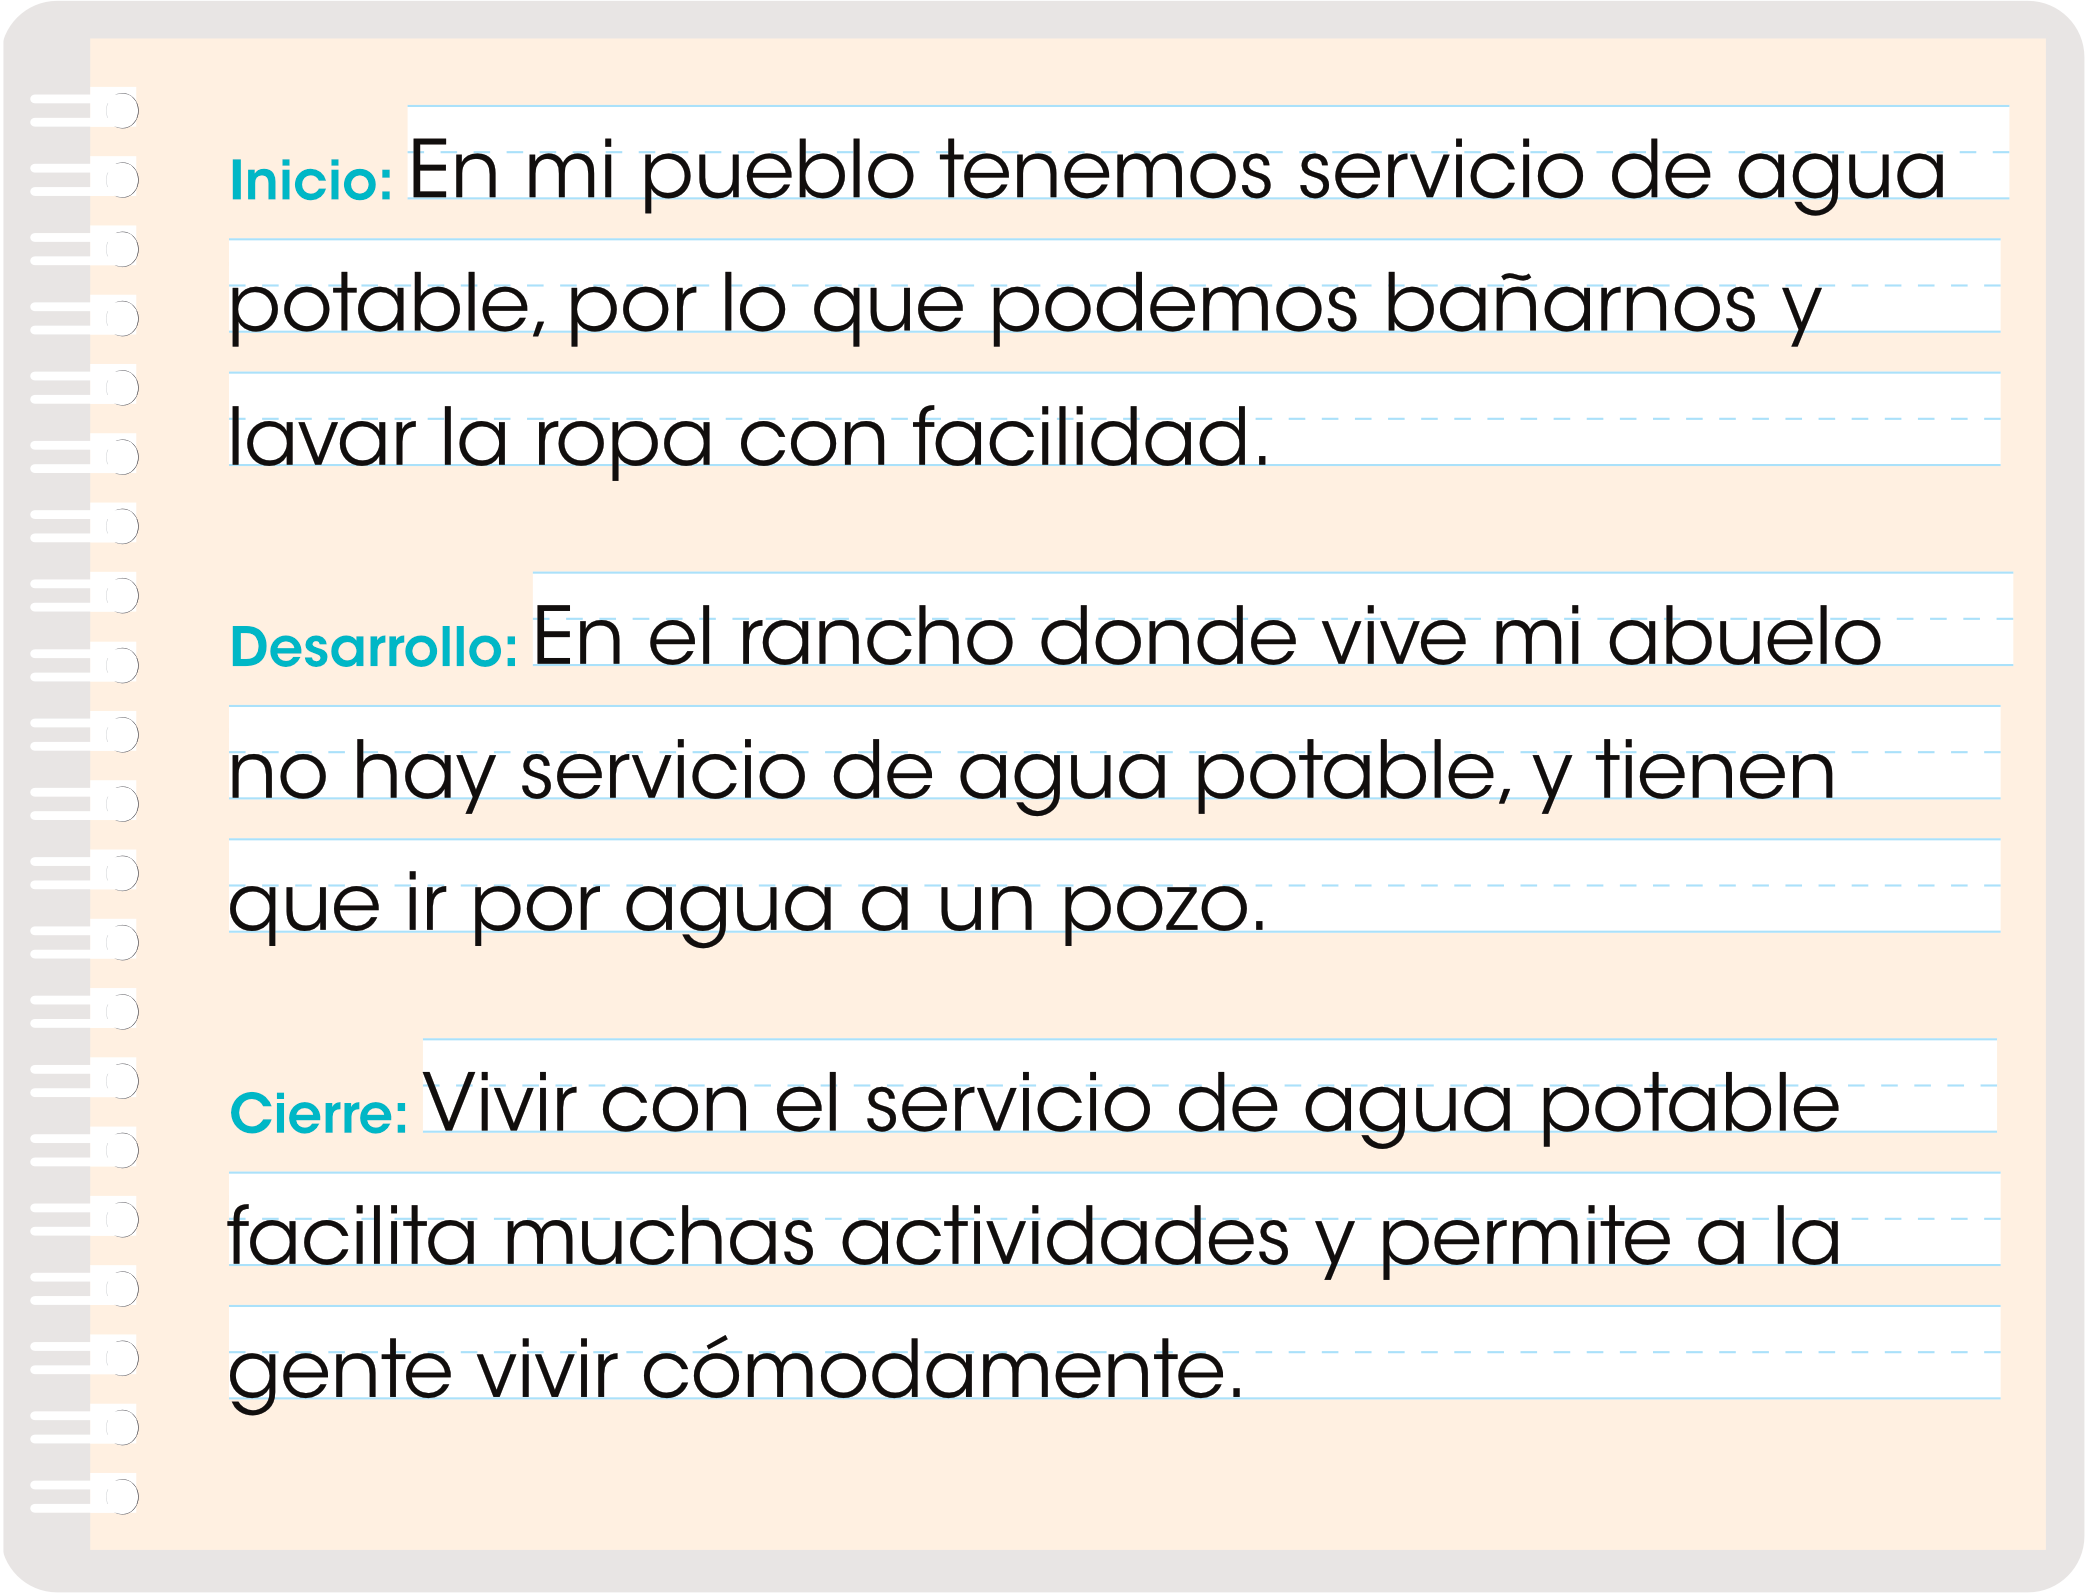 Inicio: En mi pueblo tenemos servicio de agua
potable, por lo que podemos bañarnos y
lavar la ropa con facilidad.
Desarrollo: En el rancho donde vive mi abuelo
no hay servicio de agua potable, y tienen
que ir por agua a un pozo.
Cierre: Vivir con el servicio de agua potable
facilita muchas actividades y permite a la
gente vivir cómodamente.